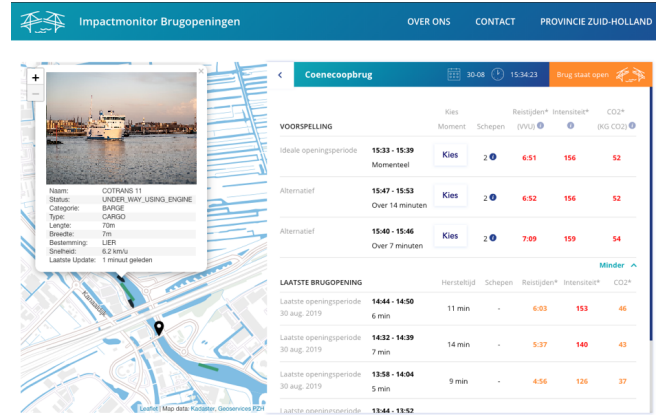 Impactmonitor Brugopeningen
OVER ONS CONTACT PROVINCIE ZUID-HOLLAND
+
−
×
Naam: COTRANS 11
Status: UNDER_WAY_USING_ENGINE
Categorie: BARGE
Type: CARGO
Lengte: 70m
Breedte: 7m
Bestemming: LIER
Snelheid: 6.2 km/u
Laatste Update: 1 minuut geleden
Kanaaldijk
Leaflet | Map data: Kadaster, Geoservices PZH
Coenecoopbrug 30-08 15:34:23 Brug staat open
Kies Reistijden* Intensiteit* CO2*
VOORSPELLING Moment Schepen (VVU) (KG CO2)
Ideale openingsperiode 15:33 - 15:39 Kies 2 6:51 156 52
Momenteel
Alternatief 15:47 - 15:53 Kies 2 6:52 156 52
Over 14 minuten
Alternatief 15:40 - 15:46 Kies 2 7:09 159 54
Over 7 minuten
Minder
LAATSTE BRUGOPENING Hersteltijd Schepen Reistijden* Intensiteit* CO2*
Laatste openingsperiode 14:44 - 14:50 11 min - 6:03 153 46
30 aug. 2019 6 min
Laatste openingsperiode 14:32 - 14:39 14 min - 5:37 140 43
30 aug. 2019 7 min
Laatste openingsperiode 13:58 - 14:04 9 min - 4:56 126 37
30 aug. 2019 5 min
Laatste openingsperiode 13:44 - 13:52